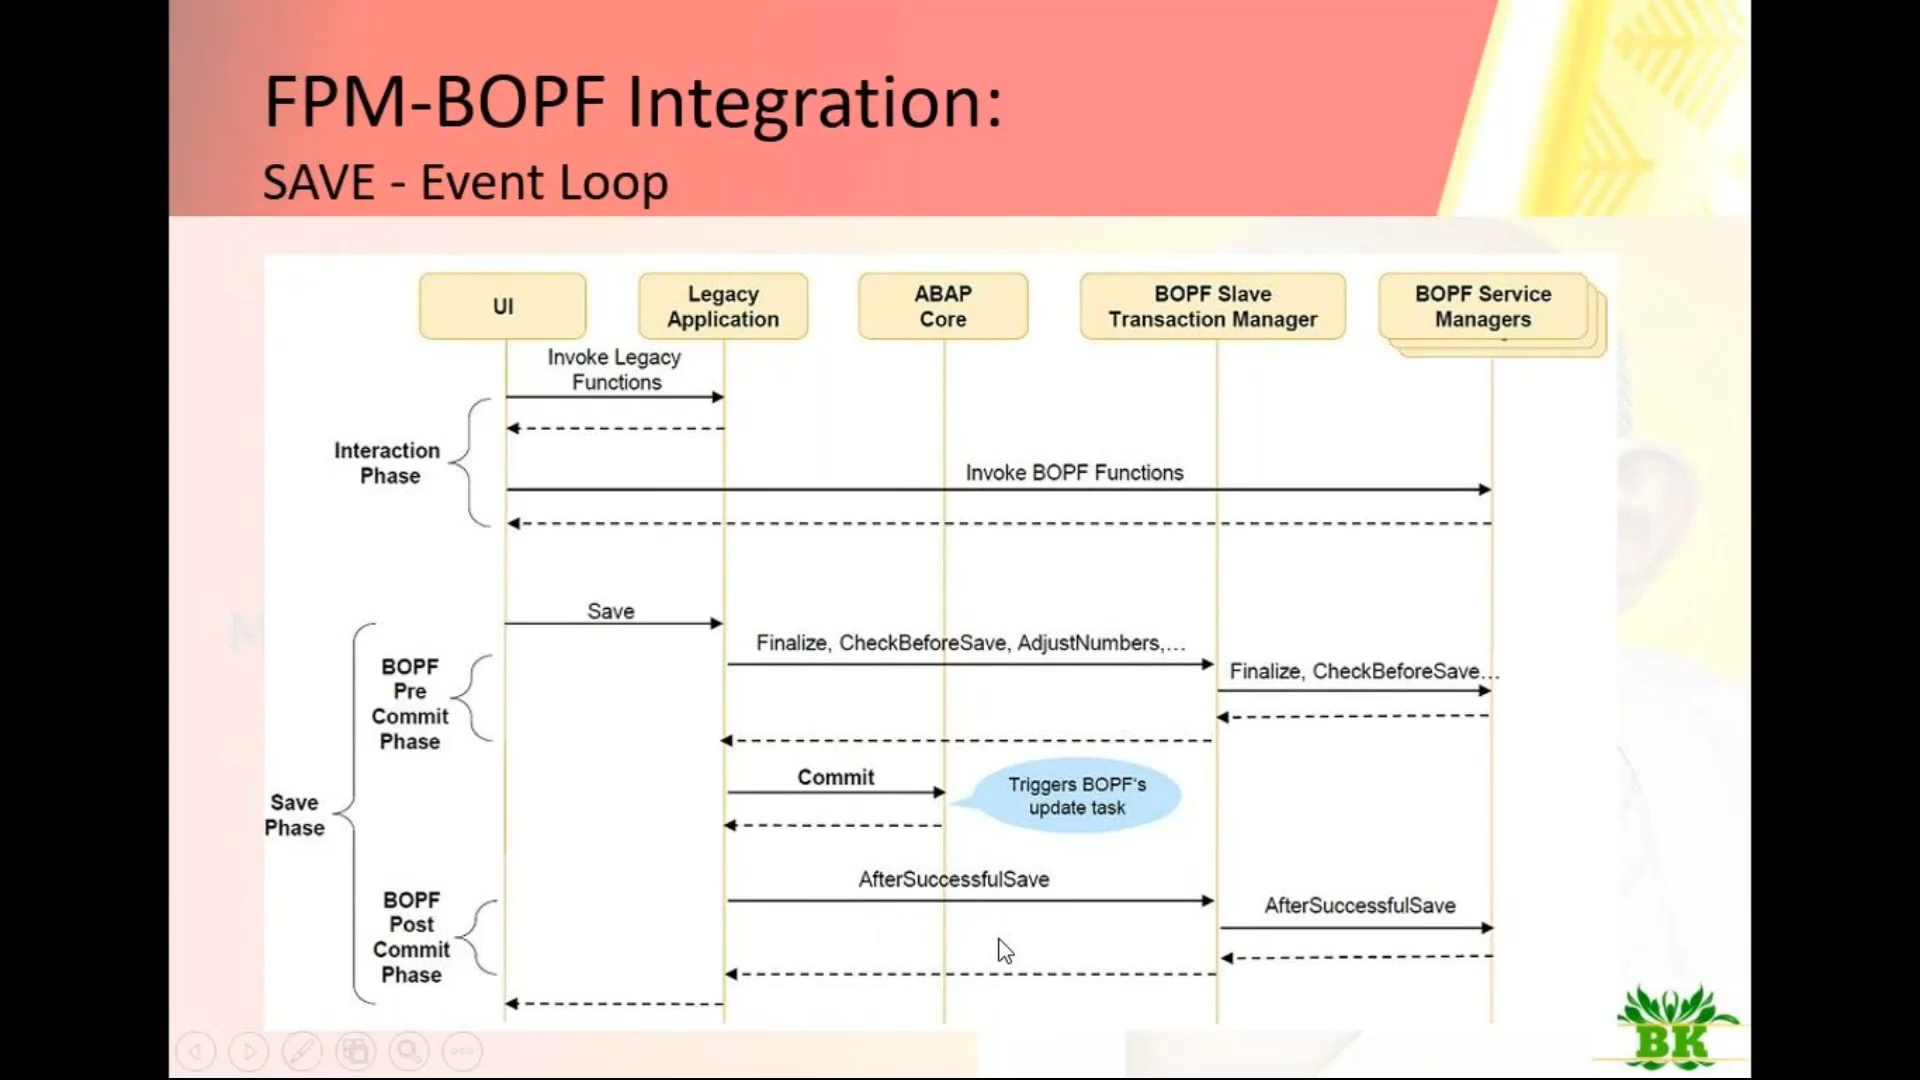 FPM-BOPF Integration:
SAVE - Event Loop
UI
Legacy
Application
ABAP
Core
BOPF Slave
Transaction Manager
BOPF Service
Managers
Invoke Legacy
Functions
Interaction
Phase
Invoke BOPF Functions
Save
Finalize, CheckBeforeSave, AdjustNumbers,...
Finalize, CheckBeforeSave...
BOPF
Pre
Commit
Phase
Commit
Triggers BOPF's
update task
Save
Phase
AfterSuccessfulSave
AfterSuccessfulSave
BOPF
Post
Commit
Phase
BK